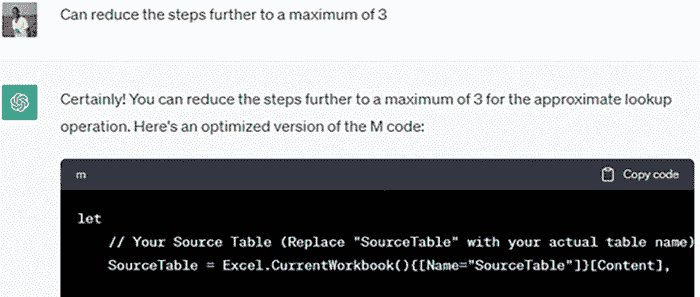 Can reduce the steps further to a maximum of 3
Certainly! You can reduce the steps further to a maximum of 3 for the approximate lookup
operation. Here's an optimized version of the M code:
m
Copy code
let
// Your Source Table (Replace "SourceTable" with your actual table name)
SourceTable = Excel.CurrentWorkbook(){[Name="SourceTable"]}[Content],